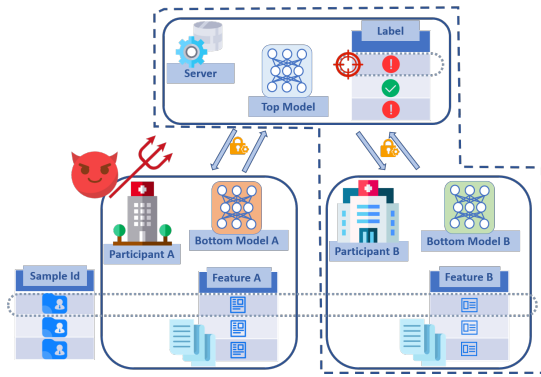 Label
Server
Top Model
Participant A
Bottom Model A
Participant B
Bottom Model B
Sample Id
Feature A
Feature B